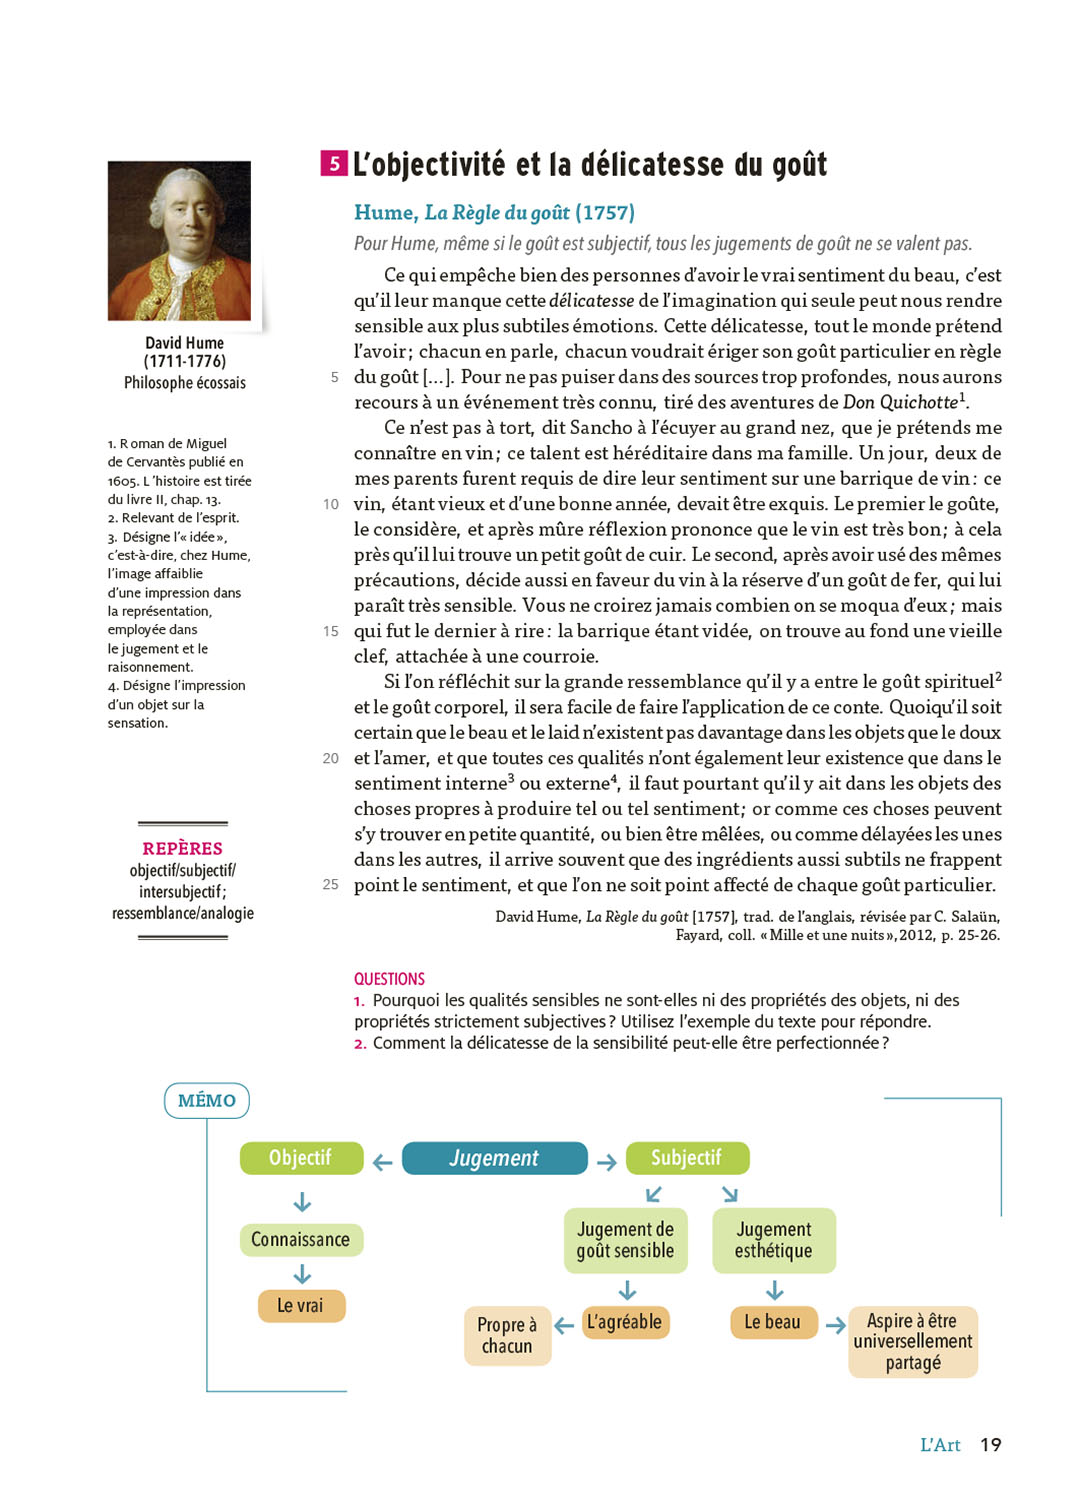 5 L'objectivité et la délicatesse du goût
Hume, La Règle du goût (1757)
Pour Hume, même si le goût est subjectif, tous les jugements de goût ne se valent pas.
Ce qui empêche bien des personnes d'avoir le vrai sentiment du beau, c'est
qu'il leur manque cette délicatesse de l'imagination qui seule peut nous rendre
sensible aux plus subtiles émotions. Cette délicatesse, tout le monde prétend
l'avoir ; chacun en parle, chacun voudrait ériger son goût particulier en règle
5 du goût [...]. Pour ne pas puiser dans des sources trop profondes, nous aurons
recours à un événement très connu, tiré des aventures de Don Quichotte1.
Ce n'est pas à tort, dit Sancho à l'écuyer au grand nez, que je prétends me
connaître en vin ; ce talent est héréditaire dans ma famille. Un jour, deux de
mes parents furent requis de dire leur sentiment sur une barrique de vin : ce
10 vin, étant vieux et d'une bonne année, devait être exquis. Le premier le goûte,
le considère, et après mûre réflexion prononce que le vin est très bon ; à cela
près qu'il lui trouve un petit goût de cuir. Le second, après avoir usé des mêmes
précautions, décide aussi en faveur du vin à la réserve d'un goût de fer, qui lui
paraît très sensible. Vous ne croirez jamais combien on se moqua d'eux ; mais
15 qui fut le dernier à rire : la barrique étant vidée, on trouve au fond une vieille
clef, attachée à une courroie.
Si l'on réfléchit sur la grande ressemblance qu'il y a entre le goût spirituel2
et le goût corporel, il sera facile de faire l'application de ce conte. Quoiqu'il soit
certain que le beau et le laid n'existent pas davantage dans les objets que le doux
20 et l'amer, et que toutes ces qualités n'ont également leur existence que dans le
sentiment interne3 ou externe4, il faut pourtant qu'il y ait dans les objets des
choses propres à produire tel ou tel sentiment ; or comme ces choses peuvent
s'y trouver en petite quantité, ou bien être mêlées, ou comme délayées les unes
dans les autres, il arrive souvent que des ingrédients aussi subtils ne frappent
25 point le sentiment, et que l'on ne soit point affecté de chaque goût particulier.
David Hume, La Règle du goût [1757], trad. de l'anglais, révisée par C. Salaün,
Fayard, coll. « Mille et une nuits », 2012, p. 25-26.
David Hume
(1711-1776)
Philosophe écossais
1. R oman de Miguel
de Cervantès publié en
1605. L 'histoire est tirée
du livre II, chap. 13.
2. Relevant de l'esprit.
3. Désigne l'« idée »,
c'est-à-dire, chez Hume,
l'image affaiblie
d'une impression dans
la représentation,
employée dans
le jugement et le
raisonnement.
4. Désigne l'impression
d'un objet sur la
sensation.
REPÈRES
objectif/subjectif/
intersubjectif ;
ressemblance/analogie
QUESTIONS
1. Pourquoi les qualités sensibles ne sont-elles ni des propriétés des objets, ni des
propriétés strictement subjectives ? Utilisez l'exemple du texte pour répondre.
2. Comment la délicatesse de la sensibilité peut-elle être perfectionnée ?
MÉMO
Objectif
Jugement
Subjectif
Connaissance
Le vrai
Jugement de
goût sensible
Jugement
esthétique
Propre à
chacun
L'agréable
Le beau
Aspire à être
universellement
partagé
L'Art 19